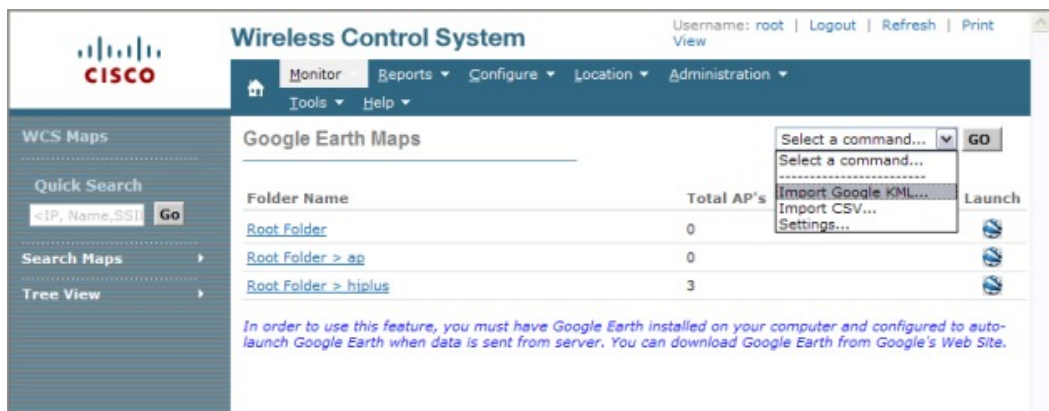 CISCO
Wireless Control System
Username: root | Logout | Refresh | Print
View
Monitor Reports Configure Location Administration
Tools Help
WCS Maps
Quick Search
<IP, Name,SSI Go
Search Maps
Tree View
Google Earth Maps
Select a command... GO
Select a command...
------------------------
Import Google KML...
Import CSV...
Settings...
Folder Name Total AP's Launch
Root Folder 0
Root Folder > ap 0
Root Folder > hjplus 3
In order to use this feature, you must have Google Earth installed on your computer and configured to auto-
launch Google Earth when data is sent from server. You can download Google Earth from Google's Web Site.